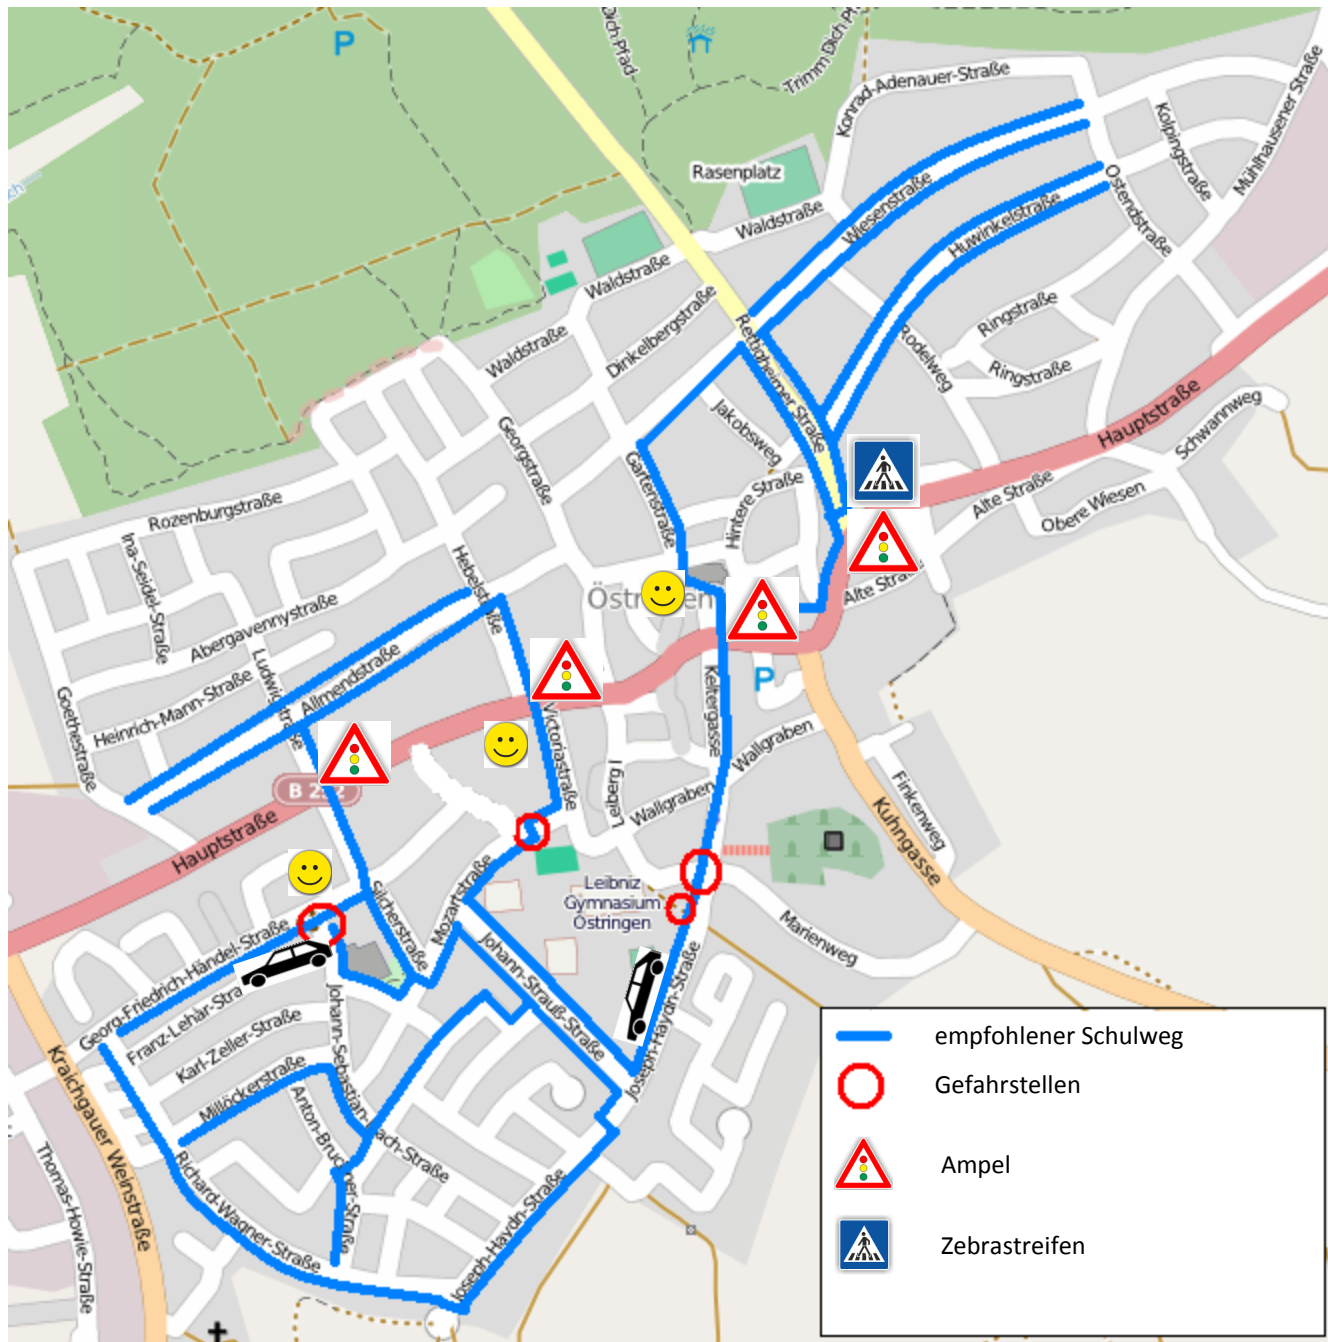 P
Dich-Pfad
Trimm-Dich-Pf
Konrad-Adenauer-Straße
Kolpingstraße
Mühlhausener Straße
Rasenplatz
Ostendstraße
Wiesenstraße
Waldstraße
Huwinkelstraße
Waldstraße
Ringstraße
Rettigheimer Straße
Dinkelbergstraße
Waldstraße
Rodelweg
Ringstraße
Hauptstraße
Schwannweg
Jakobsweg
Georgstraße
Gartenstraße
Hintere Straße
Alte Straße
Obere Wiesen
Rozenburgstraße
Ina-Seidel-Straße
Hebelstraße
Östringen
Alte Straße
Abergavennystraße
Ludwigstraße
Allmendstraße
Heinrich-Mann-Straße
Goethestraße
Keltergasse
P
Victoriastraße
Wallgraben
Leiberg I
Wallgraben
B 292
Hauptstraße
Finkenweg
Kuhngasse
Leibniz
Gymnasium
Östringen
Marienweg
Silcherstraße
Mozartstraße
Georg-Friedrich-Händel-Straße
Franz-Lehar-Stra
Johann-Strauß-Straße
Joseph-Haydn-Straße
Karl-Zeller-Straße
Johann-Sebastian-Bach-Straße
Millöckerstraße
Anton-Bruckner-Straße
Kraichgauer Weinstraße
Thomas-Howie-Straße
Richard-Wagner-Straße
Joseph-Haydn-Straße
empfohlener Schulweg
Gefahrstellen
Ampel
Zebrastreifen